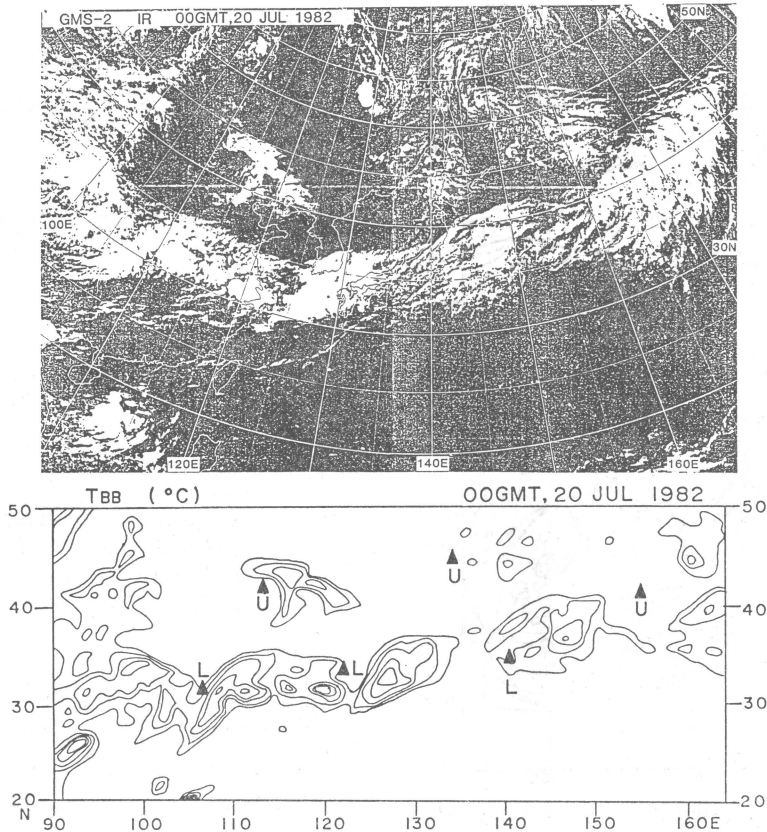 GMS-2 IR 00GMT,20 JUL 1982
50N
100E
30N
120E 140E 160E
TBB (°C) 00GMT,20 JUL 1982
50 50
U
U
40 40
U
L L
L
30 30
20 20
N
90 100 110 120 130 140 150 160E